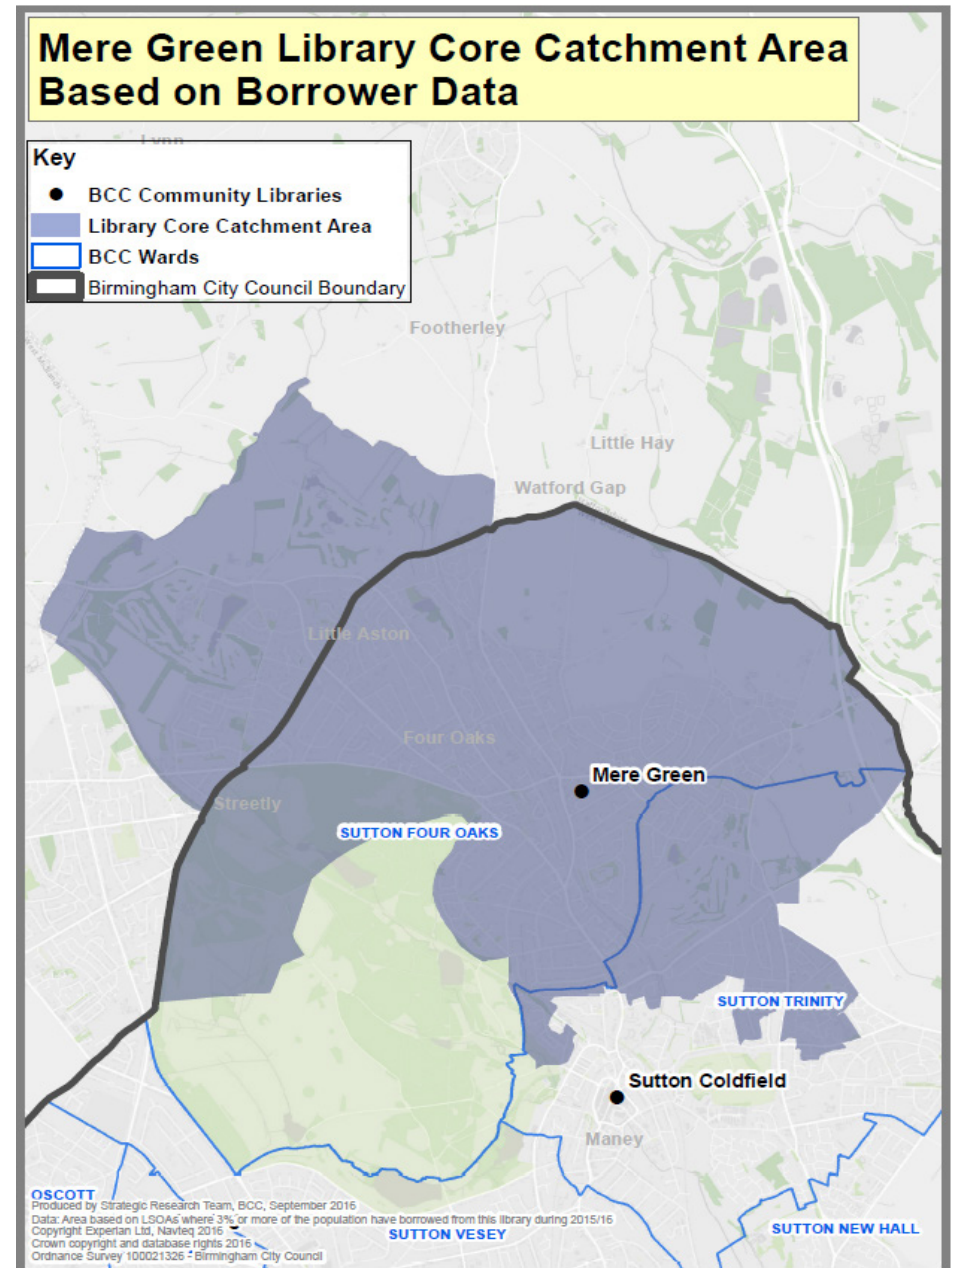 Mere Green Library Core Catchment Area
Based on Borrower Data
Lynn
Key
BCC Community Libraries
Library Core Catchment Area
BCC Wards
Birmingham City Council Boundary
Footherley
Little Hay
Watford Gap
Little Aston
Four Oaks
Mere Green
Streetly
SUTTON FOUR OAKS
SUTTON TRINITY
Sutton Coldfield
Maney
OSCOTT
Produced by Strategic Research Team, BCC, September 2016
Data: Area based on LSOAs where 3% or more of the population have borrowed from this library during 2015/16
Copyright Experian Ltd, Navteq 2016
SUTTON VESEY
SUTTON NEW HALL
Crown copyright and database rights 2016
Ordnance Survey 100021326 - Birmingham City Council